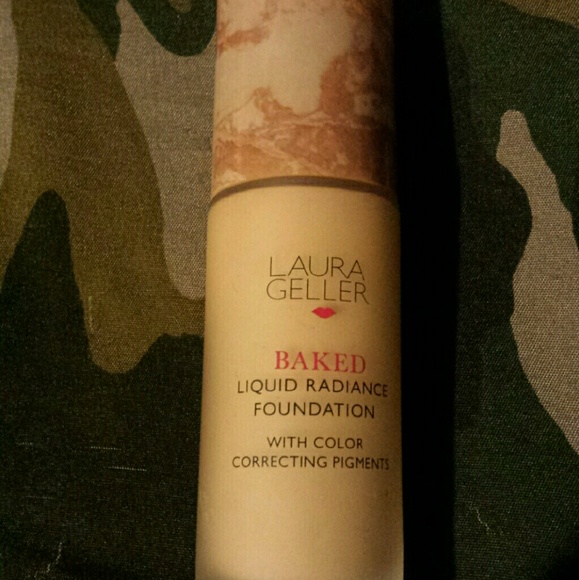 LAURA
GELLER
BAKED
LIQUID RADIANCE
FOUNDATION
WITH COLOR
CORRECTING PIGMENTS